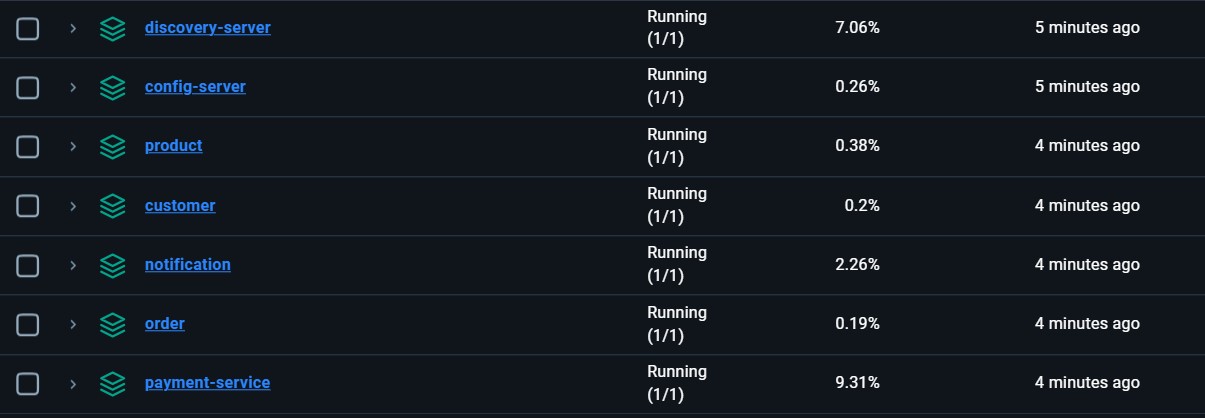 discovery-server Running (1/1) 7.06% 5 minutes ago
config-server Running (1/1) 0.26% 5 minutes ago
product Running (1/1) 0.38% 4 minutes ago
customer Running (1/1) 0.2% 4 minutes ago
notification Running (1/1) 2.26% 4 minutes ago
order Running (1/1) 0.19% 4 minutes ago
payment-service Running (1/1) 9.31% 4 minutes ago